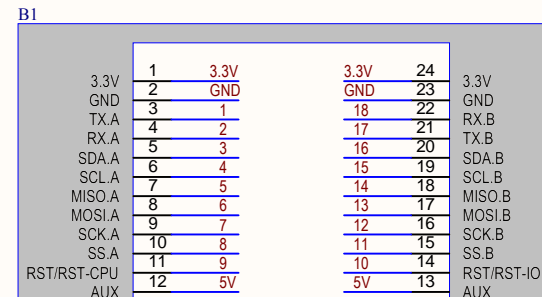 B1
3.3V 1 3.3V 3.3V 24 3.3V
GND 2 GND GND 23 GND
TX.A 3 1 18 22 RX.B
RX.A 4 2 17 21 TX.B
SDA.A 5 3 16 20 SDA.B
SCL.A 6 4 15 19 SCL.B
MISO.A 7 5 14 18 MISO.B
MOSI.A 8 6 13 17 MOSI.B
SCK.A 9 7 12 16 SCK.B
SS.A 10 8 11 15 SS.B
RST/RST-CPU 11 9 10 14 RST/RST-IO
AUX 12 5V 5V 13 AUX